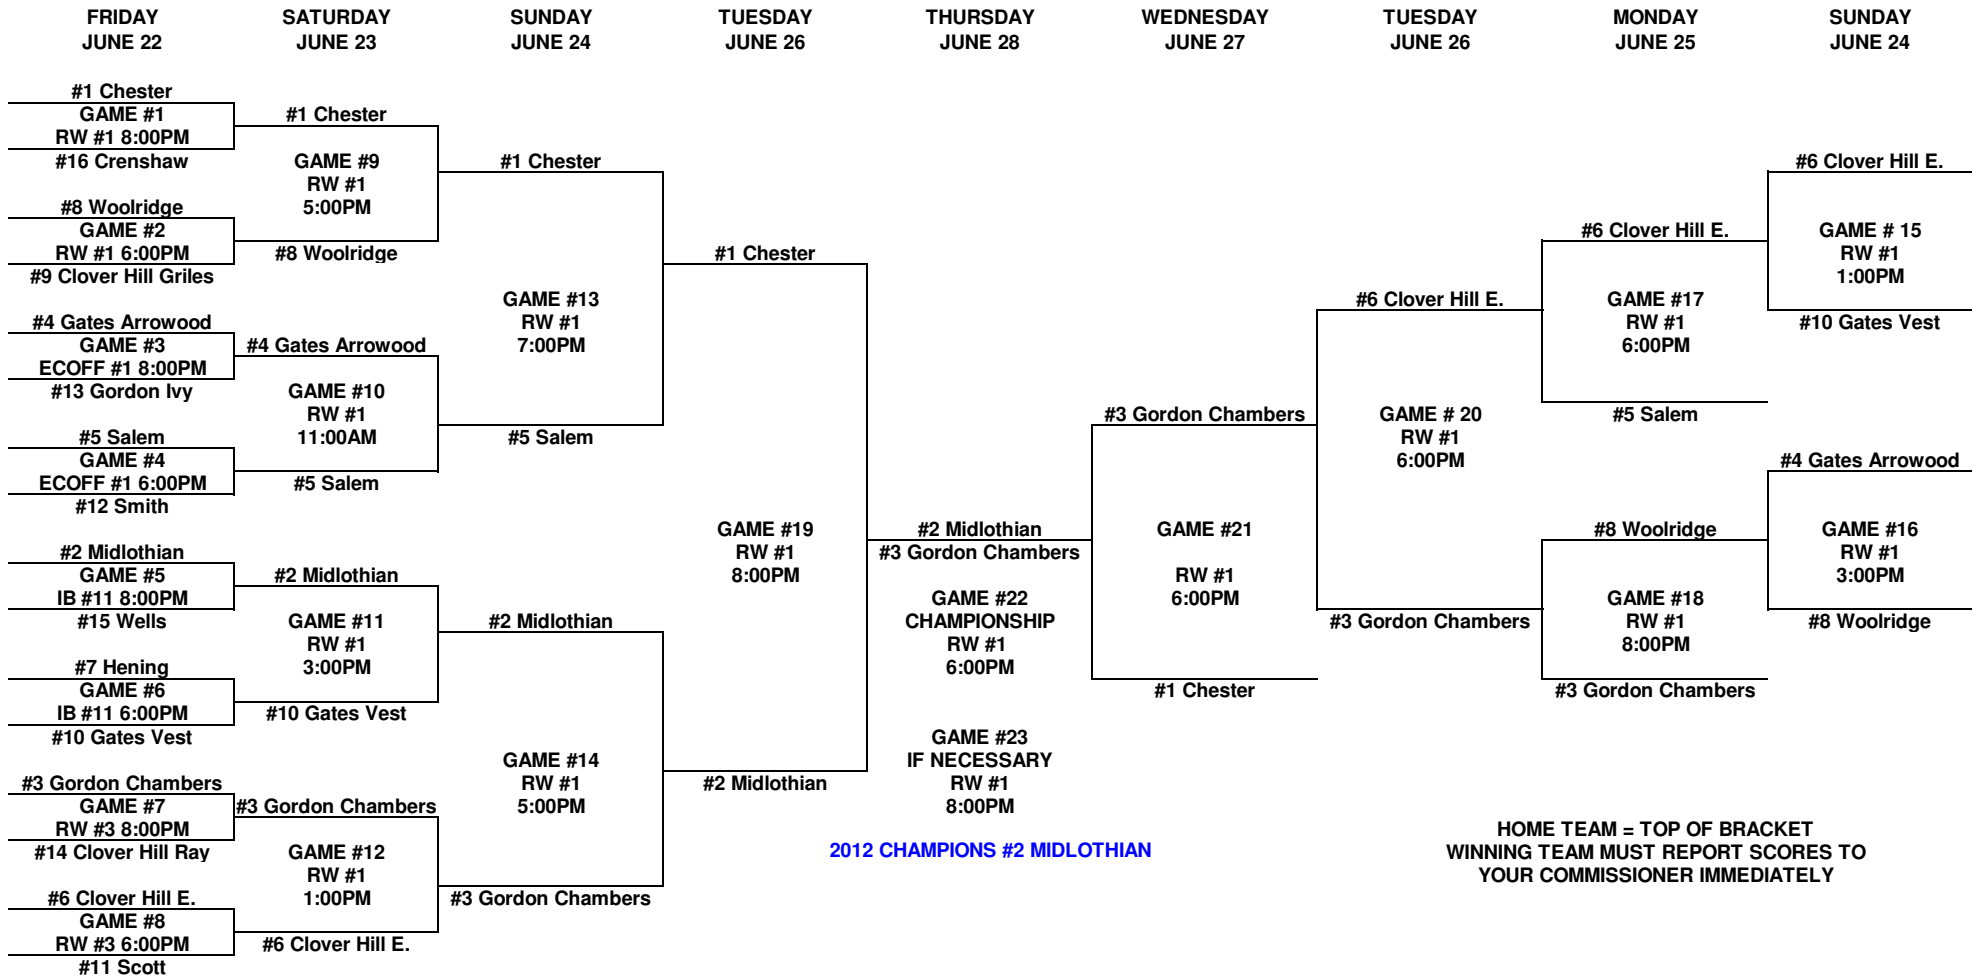 FRIDAY
JUNE 22
SATURDAY
JUNE 23
SUNDAY
JUNE 24
TUESDAY
JUNE 26
THURSDAY
JUNE 28
WEDNESDAY
JUNE 27
TUESDAY
JUNE 26
MONDAY
JUNE 25
SUNDAY
JUNE 24
#1 Chester
GAME #1
RW #1 8:00PM
#16 Crenshaw
#8 Woolridge
GAME #2
RW #1 6:00PM
#9 Clover Hill Griles
#4 Gates Arrowood
GAME #3
ECOFF #1 8:00PM
#13 Gordon Ivy
#5 Salem
GAME #4
ECOFF #1 6:00PM
#12 Smith
#2 Midlothian
GAME #5
IB #11 8:00PM
#15 Wells
#7 Hening
GAME #6
IB #11 6:00PM
#10 Gates Vest
#3 Gordon Chambers
GAME #7
RW #3 8:00PM
#14 Clover Hill Ray
#6 Clover Hill E.
GAME #8
RW #3 6:00PM
#11 Scott
#1 Chester
GAME #9
RW #1
5:00PM
#8 Woolridge
#4 Gates Arrowood
GAME #10
RW #1
11:00AM
#5 Salem
#2 Midlothian
GAME #11
RW #1
3:00PM
#10 Gates Vest
#3 Gordon Chambers
GAME #12
RW #1
1:00PM
#6 Clover Hill E.
#1 Chester
GAME #13
RW #1
7:00PM
#5 Salem
#2 Midlothian
GAME #14
RW #1
5:00PM
#3 Gordon Chambers
#1 Chester
GAME #19
RW #1
8:00PM
#2 Midlothian
#2 Midlothian
#3 Gordon Chambers
GAME #22
CHAMPIONSHIP
RW #1
6:00PM
GAME #23
IF NECESSARY
RW #1
8:00PM
2012 CHAMPIONS #2 MIDLOTHIAN
#3 Gordon Chambers
GAME #21
RW #1
6:00PM
#1 Chester
#6 Clover Hill E.
GAME # 20
RW #1
6:00PM
#3 Gordon Chambers
#6 Clover Hill E.
GAME #17
RW #1
6:00PM
#5 Salem
#8 Woolridge
GAME #18
RW #1
8:00PM
#3 Gordon Chambers
#6 Clover Hill E.
GAME # 15
RW #1
1:00PM
#10 Gates Vest
#4 Gates Arrowood
GAME #16
RW #1
3:00PM
#8 Woolridge
HOME TEAM = TOP OF BRACKET
WINNING TEAM MUST REPORT SCORES TO
YOUR COMMISSIONER IMMEDIATELY